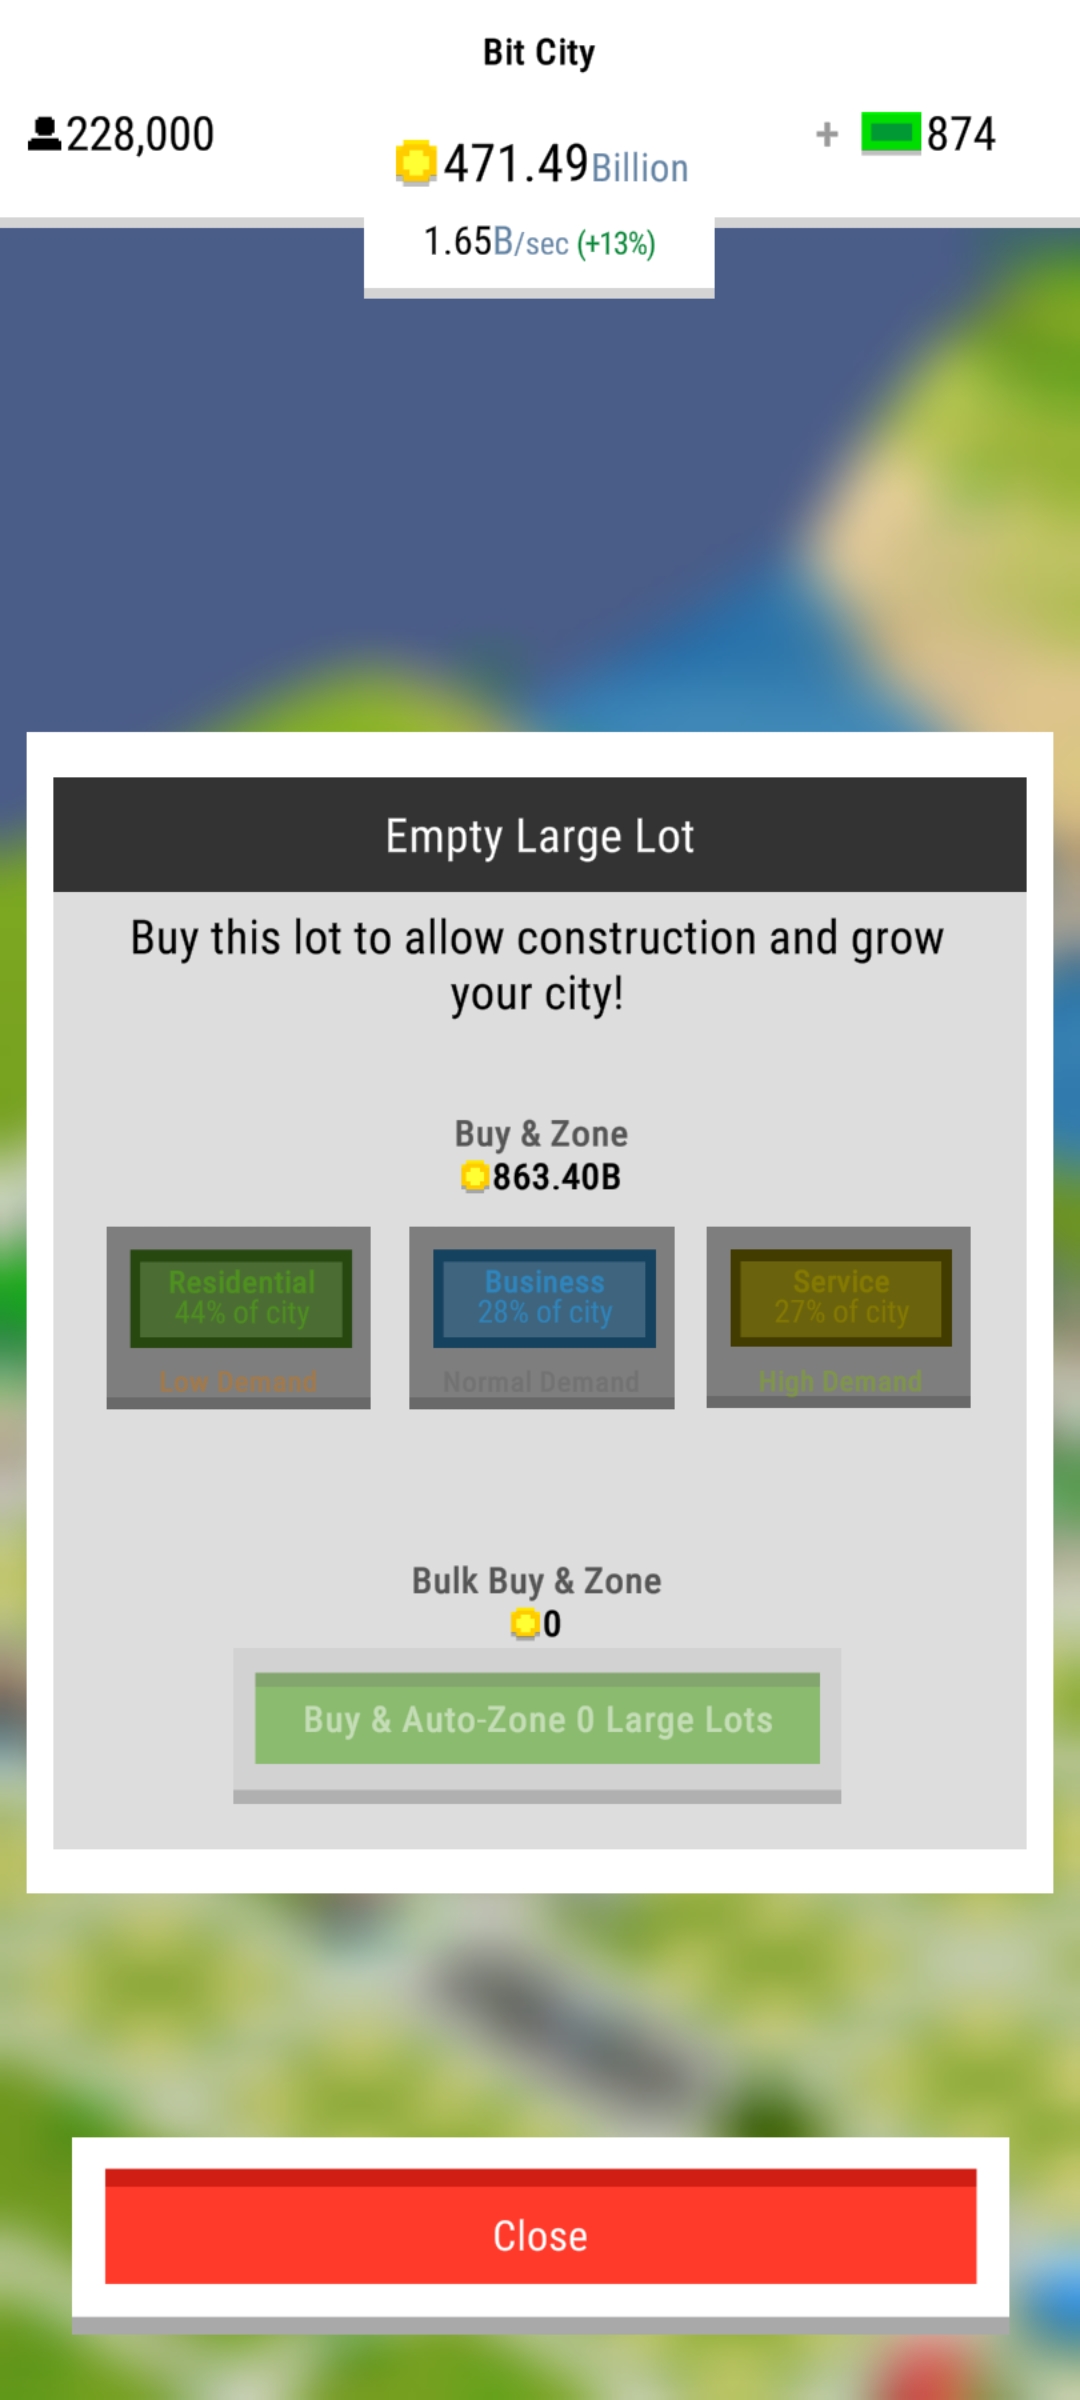 Bit City
228,000
471.49Billion
+ 874
1.65B/sec (+13%)
Empty Large Lot
Buy this lot to allow construction and grow
your city!
Buy & Zone
863.40B
Residential
44% of city
Low Demand
Business
28% of city
Normal Demand
Service
27% of city
High Demand
Bulk Buy & Zone
0
Buy & Auto-Zone 0 Large Lots
Close